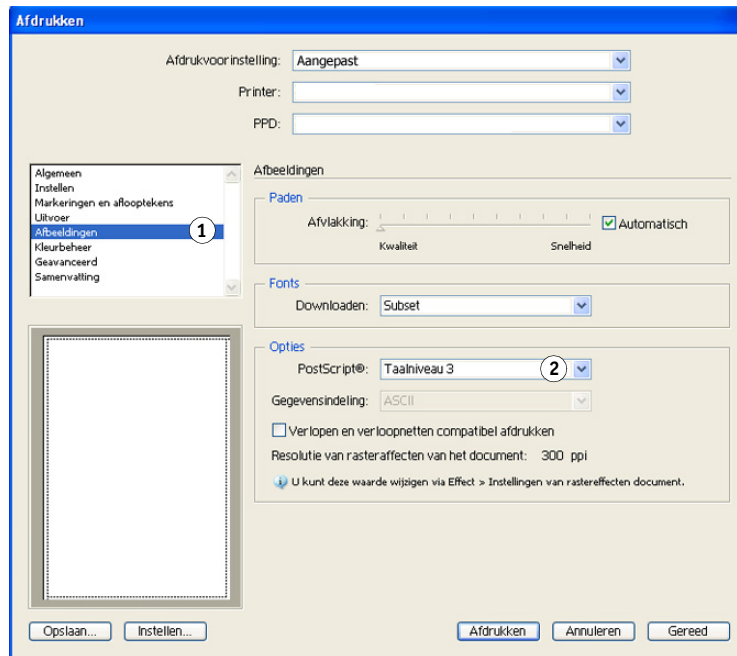 Afdrukken
Afdrukvoorinstelling: Aangepast
Printer:
PPD:
Algemeen
Instellen
Markeringen en aflooptekens
Uitvoer
Afbeeldingen 1
Kleurbeheer
Geavanceerd
Samenvatting
Afbeeldingen
Paden
Afvlakking: Automatisch
Kwaliteit Snelheid
Fonts
Downloaden: Subset
Opties
PostScript®: Taalniveau 3 2
Gegevensindeling: ASCII
Verlopen en verloopnetten compatibel afdrukken
Resolutie van rasteraffecten van het document: 300 ppi
U kunt deze waarde wijzigen via Effect > Instellingen van rastereffecten document.
Opslaan... Instellen... Afdrukken Annuleren Gereed